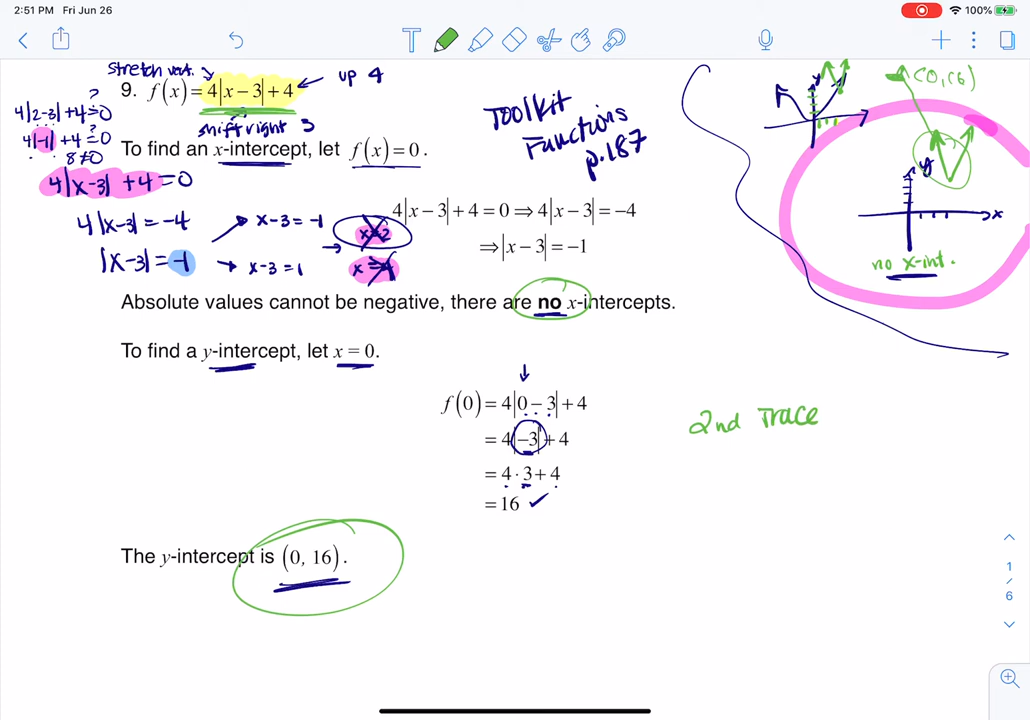 2:51 PM Fri Jun 26
100%
stretch vert.
9. f(x) = 4|x − 3| + 4
up 4
shift right 3
4|2-3| +4 ≟ 0
4|-1| +4 ≟ 0
8 ≠ 0
To find an x-intercept, let f(x) = 0.
Toolkit
Functions
p.187
(0,16)
4|x-3| +4 = 0
4|x − 3| + 4 = 0 ⇒ 4|x − 3| = −4
4|x-3| = -4
x-3 = -1
x=2
⇒ |x − 3| = −1
|x-3| = -1
x-3 = 1
y
x
y
x
no x-int.
Absolute values cannot be negative, there are no x-intercepts.
To find a y-intercept, let x = 0.
f(0) = 4|0 − 3| + 4
= 4|−3| + 4
= 4 · 3 + 4
= 16 ✓
2nd Trace
The y-intercept is (0, 16).
1
/
6